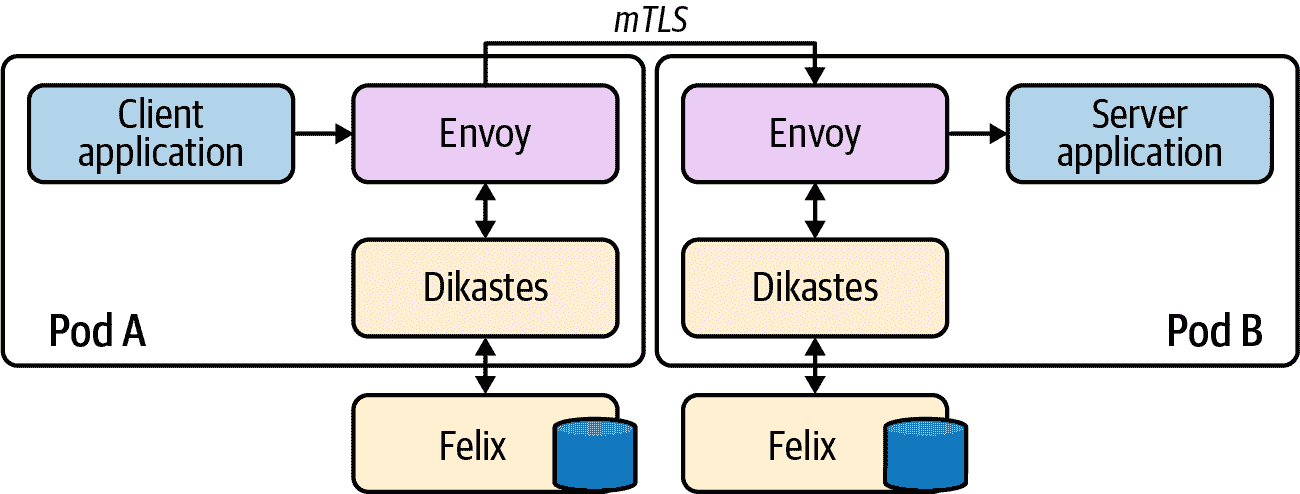 mTLS
Client
application
Envoy
Envoy
Server
application
Dikastes
Dikastes
Pod A
Pod B
Felix
Felix